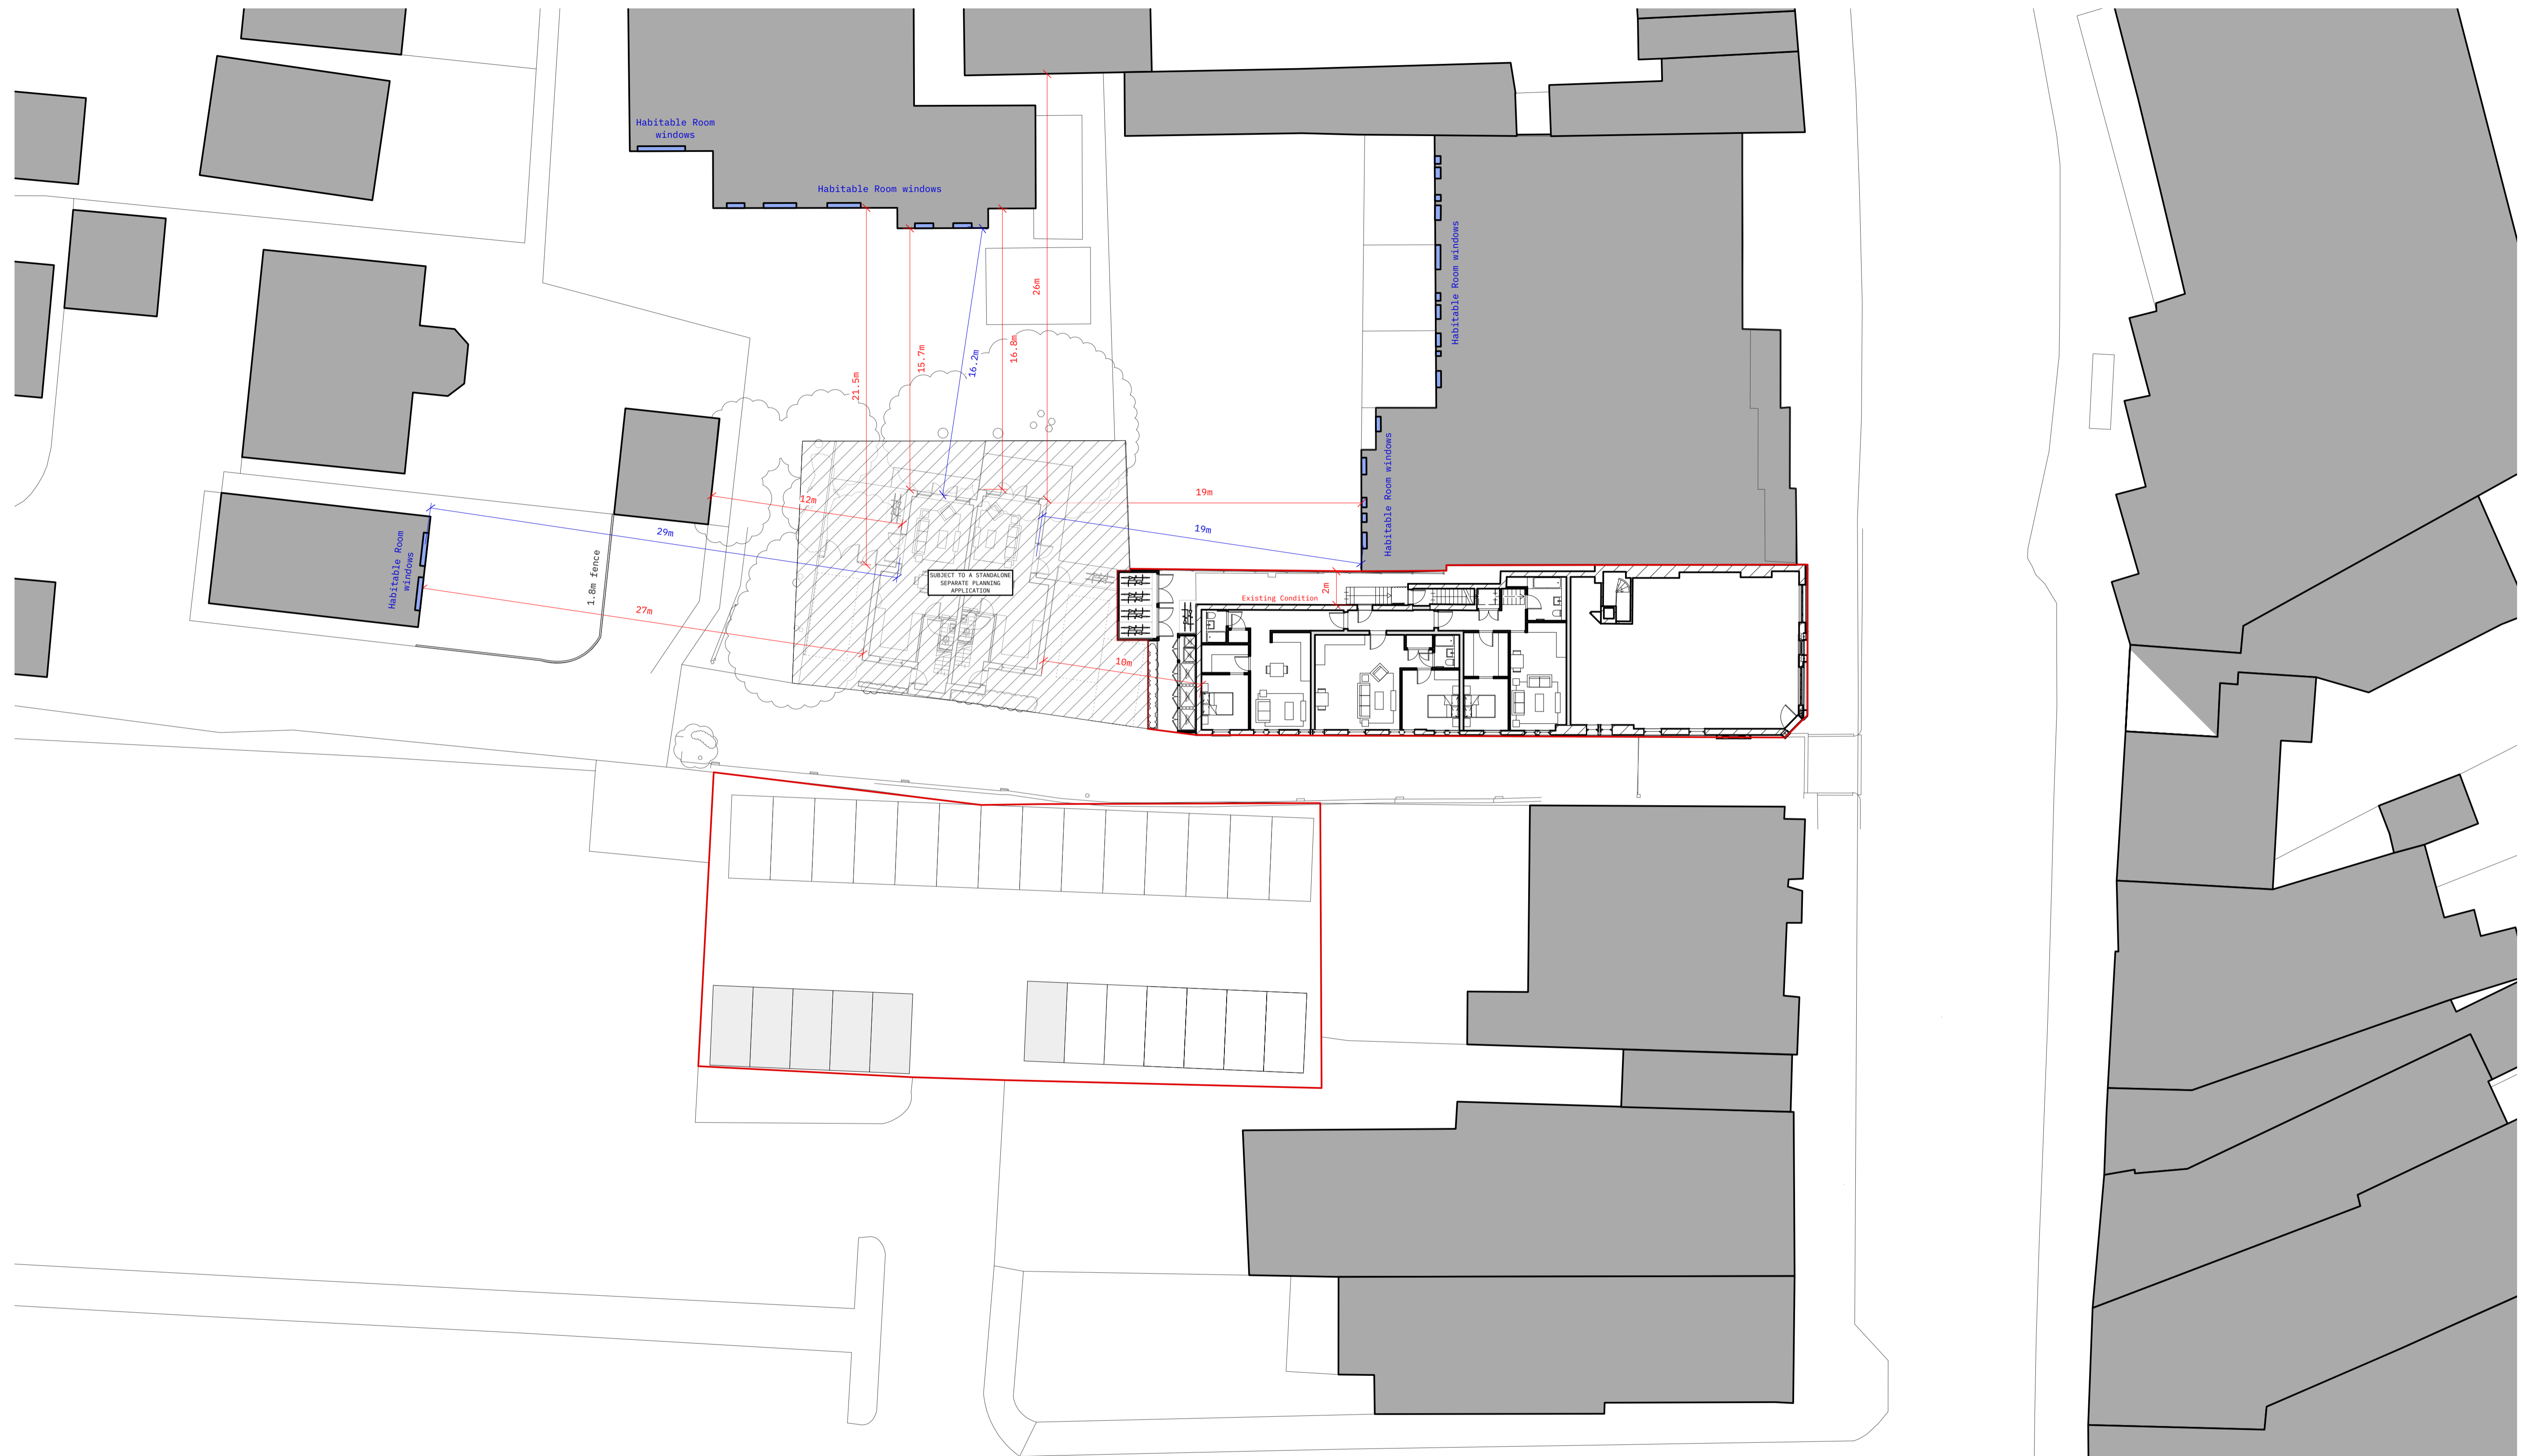 Habitable Room
windows
Habitable Room windows
26m
16.8m
16.2m
15.7m
21.5m
Habitable Room windows
Habitable Room windows
12m
19m
29m
19m
Habitable Room
windows
1.8m fence
SUBJECT TO A STANDALONE
SEPARATE PLANNING
APPLICATION
2m
Existing Condition
27m
10m